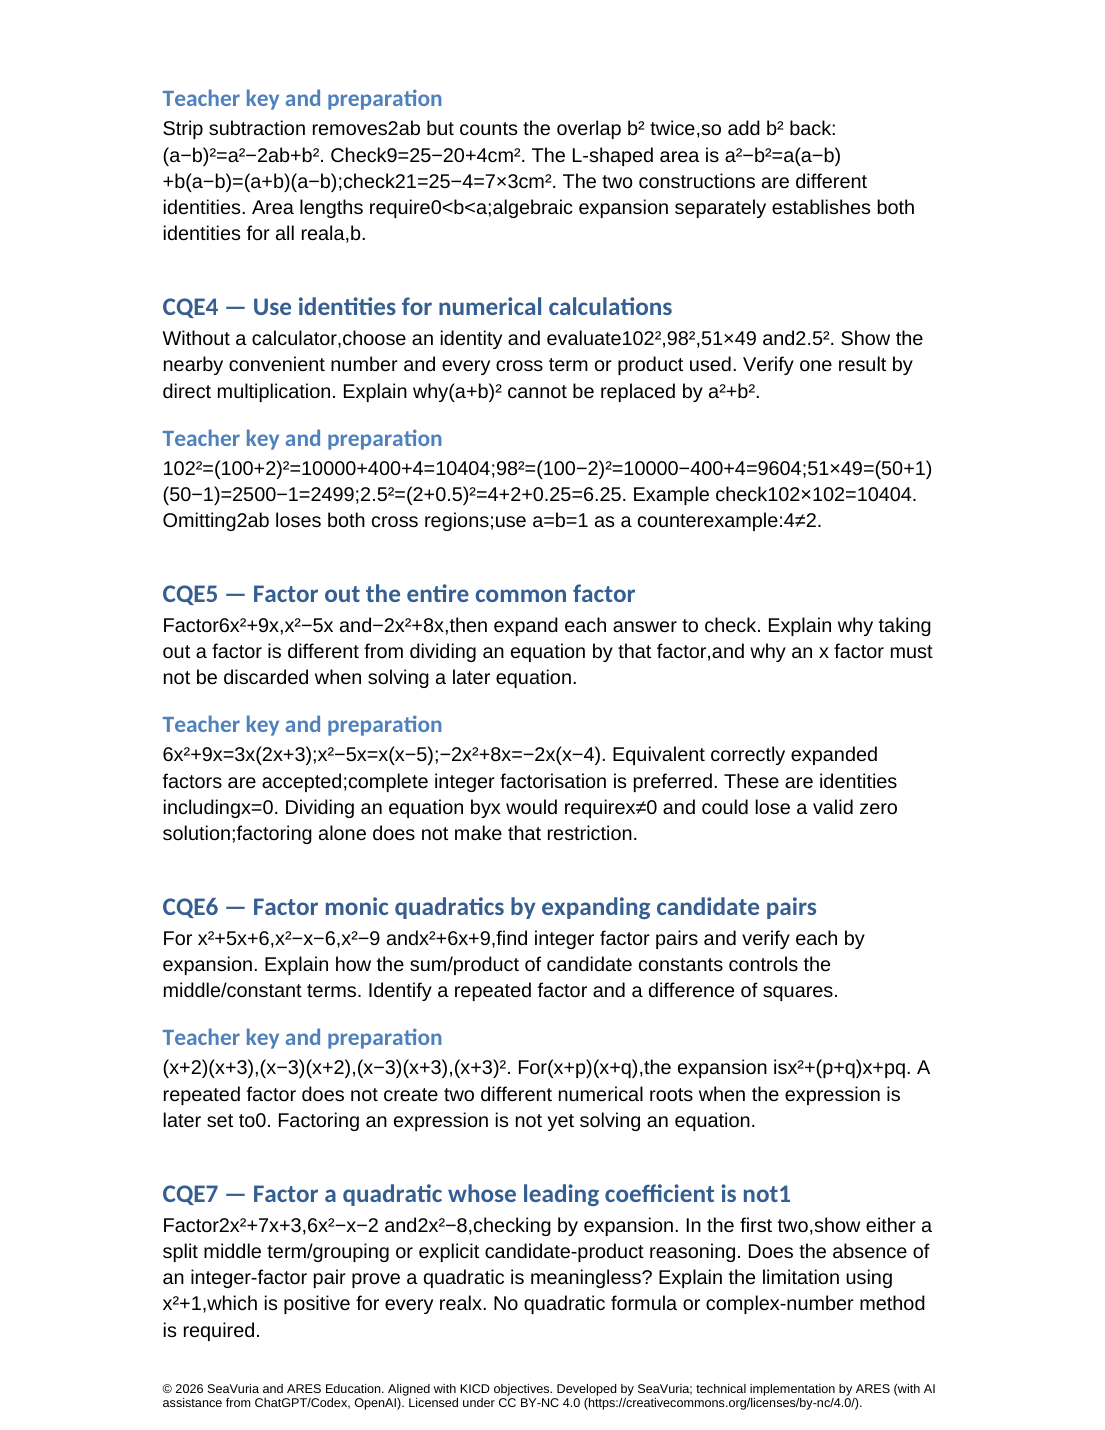 Teacher key and preparation
Strip subtraction removes2ab but counts the overlap b² twice,so add b² back:
(a−b)²=a²−2ab+b². Check9=25−20+4cm². The L-shaped area is a²−b²=a(a−b)
+b(a−b)=(a+b)(a−b);check21=25−4=7×3cm². The two constructions are different
identities. Area lengths require0<b<a;algebraic expansion separately establishes both
identities for all reala,b.
CQE4 — Use identities for numerical calculations
Without a calculator,choose an identity and evaluate102²,98²,51×49 and2.5². Show the
nearby convenient number and every cross term or product used. Verify one result by
direct multiplication. Explain why(a+b)² cannot be replaced by a²+b².
Teacher key and preparation
102²=(100+2)²=10000+400+4=10404;98²=(100−2)²=10000−400+4=9604;51×49=(50+1)
(50−1)=2500−1=2499;2.5²=(2+0.5)²=4+2+0.25=6.25. Example check102×102=10404.
Omitting2ab loses both cross regions;use a=b=1 as a counterexample:4≠2.
CQE5 — Factor out the entire common factor
Factor6x²+9x,x²−5x and−2x²+8x,then expand each answer to check. Explain why taking
out a factor is different from dividing an equation by that factor,and why an x factor must
not be discarded when solving a later equation.
Teacher key and preparation
6x²+9x=3x(2x+3);x²−5x=x(x−5);−2x²+8x=−2x(x−4). Equivalent correctly expanded
factors are accepted;complete integer factorisation is preferred. These are identities
includingx=0. Dividing an equation byx would requirex≠0 and could lose a valid zero
solution;factoring alone does not make that restriction.
CQE6 — Factor monic quadratics by expanding candidate pairs
For x²+5x+6,x²−x−6,x²−9 andx²+6x+9,find integer factor pairs and verify each by
expansion. Explain how the sum/product of candidate constants controls the
middle/constant terms. Identify a repeated factor and a difference of squares.
Teacher key and preparation
(x+2)(x+3),(x−3)(x+2),(x−3)(x+3),(x+3)². For(x+p)(x+q),the expansion isx²+(p+q)x+pq. A
repeated factor does not create two different numerical roots when the expression is
later set to0. Factoring an expression is not yet solving an equation.
CQE7 — Factor a quadratic whose leading coefficient is not1
Factor2x²+7x+3,6x²−x−2 and2x²−8,checking by expansion. In the first two,show either a
split middle term/grouping or explicit candidate-product reasoning. Does the absence of
an integer-factor pair prove a quadratic is meaningless? Explain the limitation using
x²+1,which is positive for every realx. No quadratic formula or complex-number method
is required.
© 2026 SeaVuria and ARES Education. Aligned with KICD objectives. Developed by SeaVuria; technical implementation by ARES (with AI
assistance from ChatGPT/Codex, OpenAI). Licensed under CC BY-NC 4.0 (https://creativecommons.org/licenses/by-nc/4.0/).